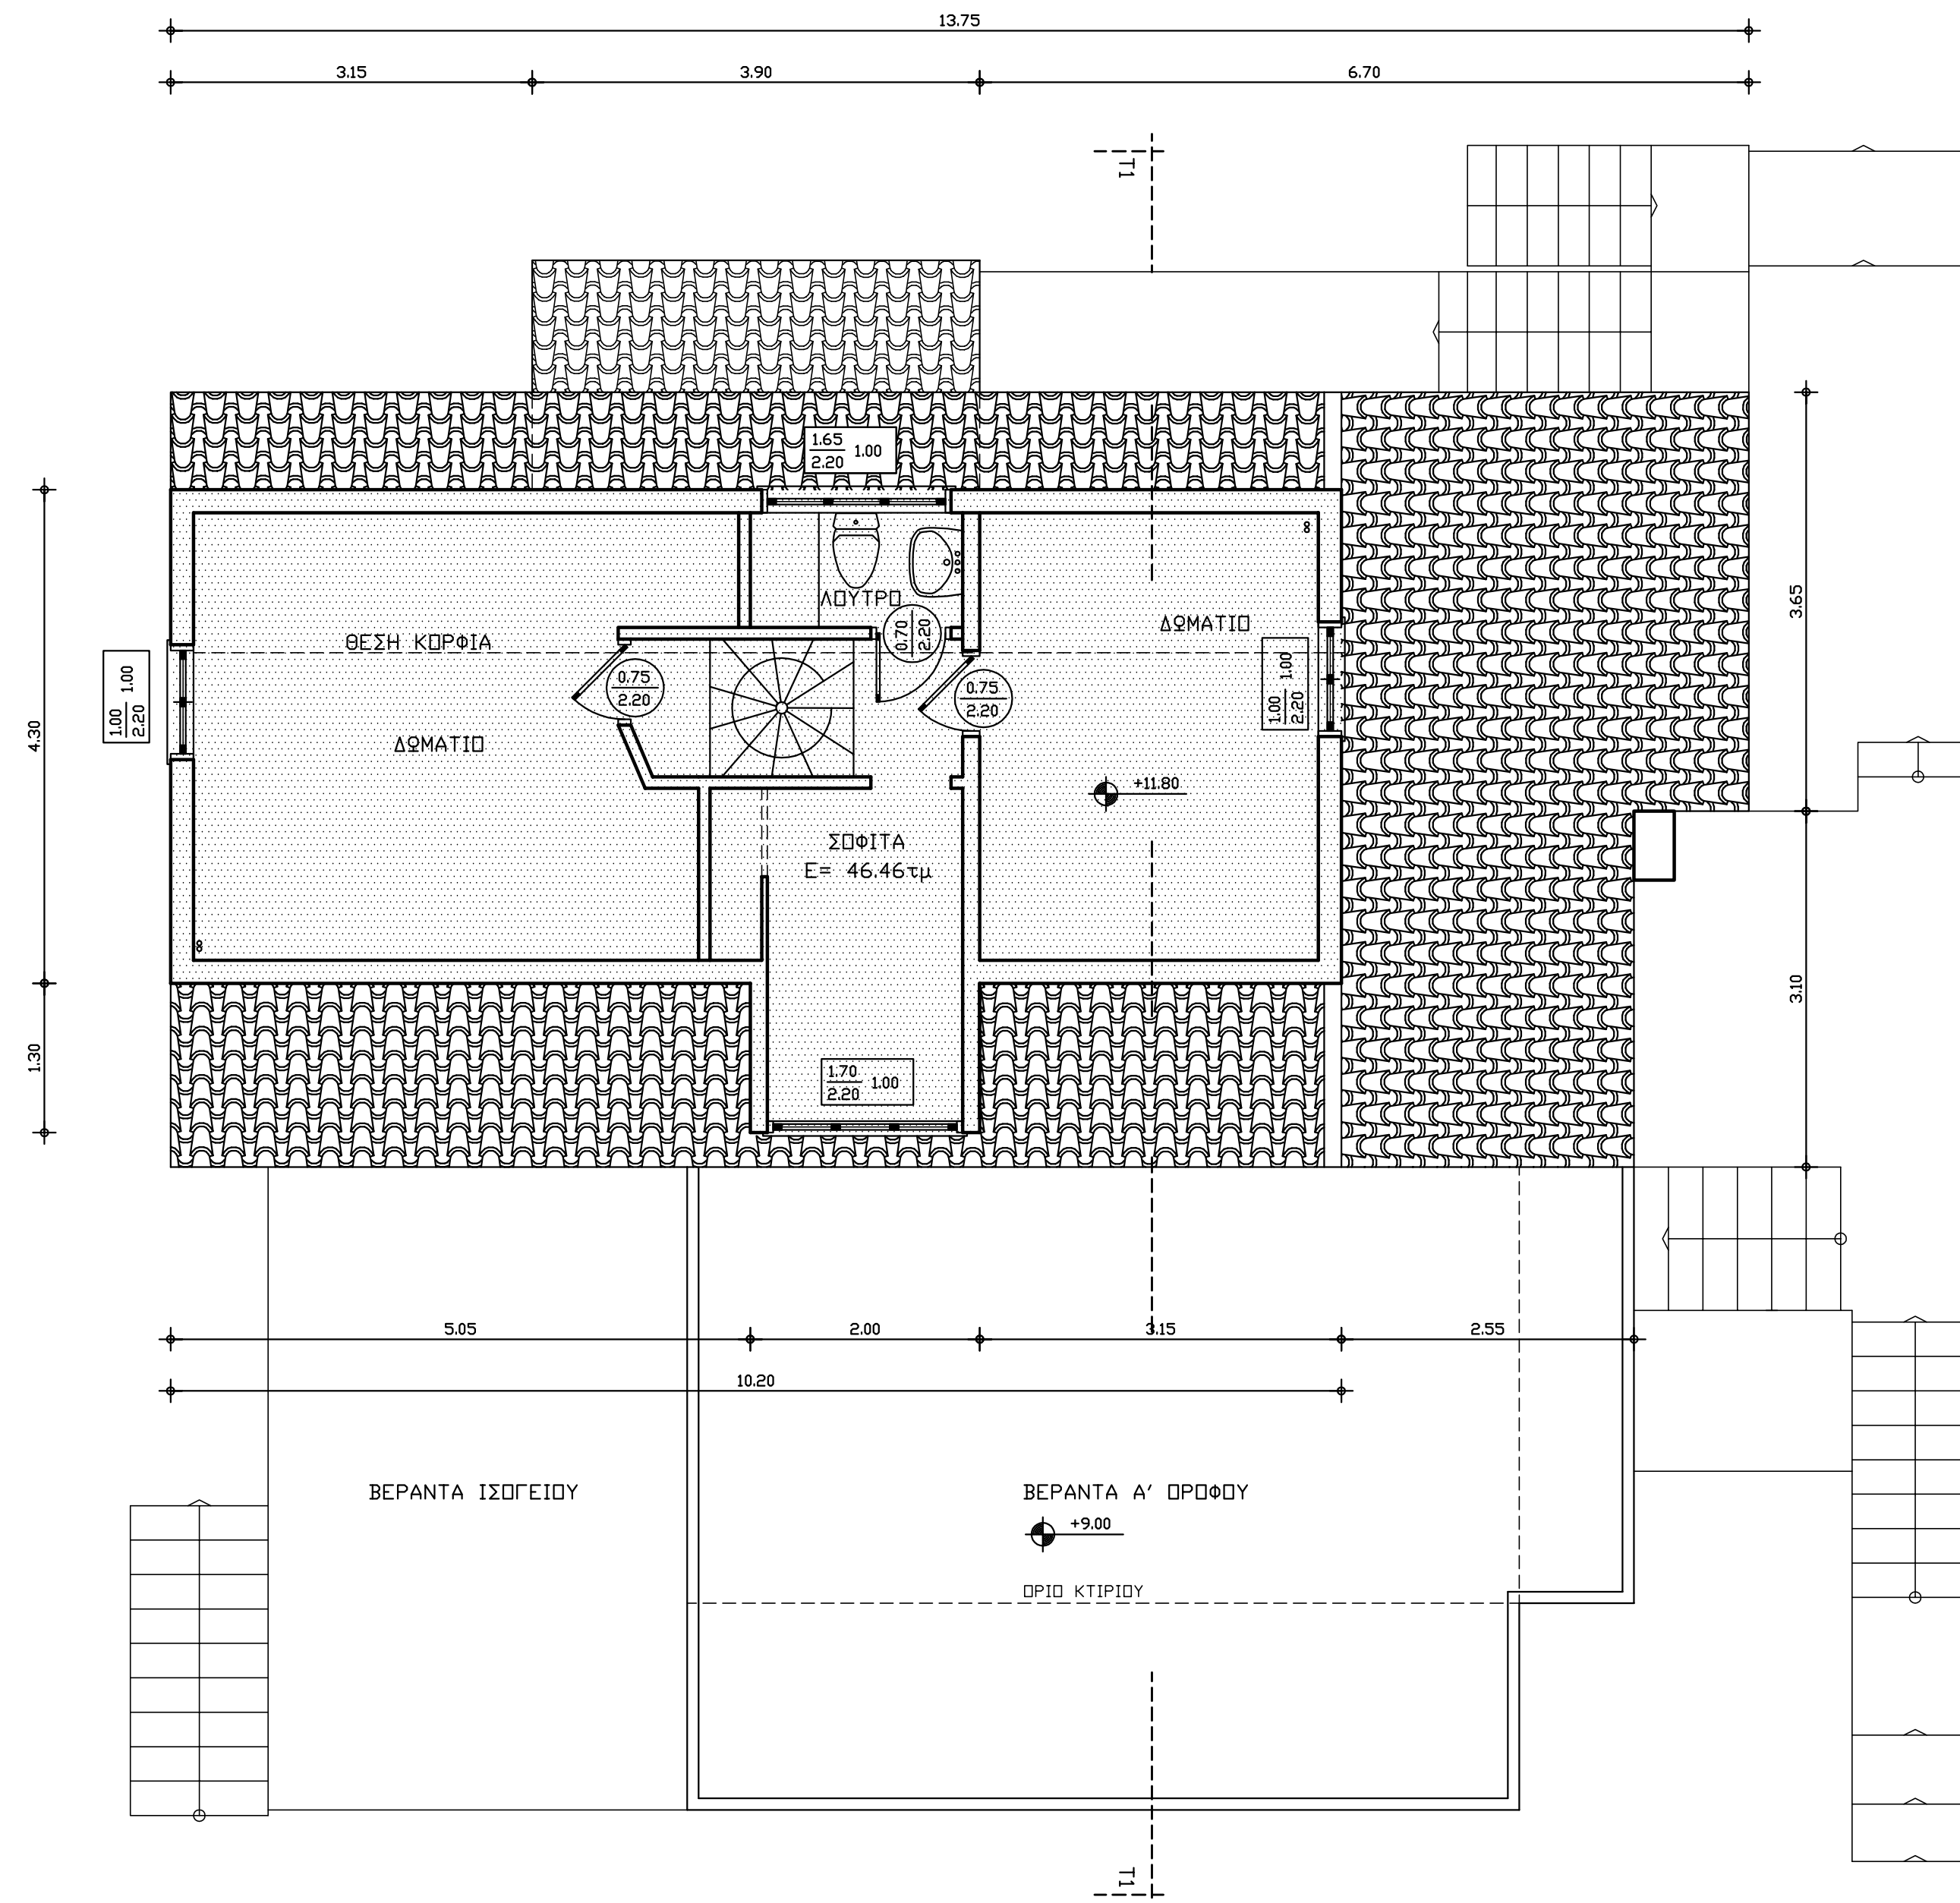 13.75
3.15 3.90 6.70
T1
1.65
2.20 1.00
8
ΛΟΥΤΡΟ
ΔΩΜΑΤΙΟ
3.65
0.70
2.20
ΘΕΣΗ ΚΟΡΦΙΑ
1.00
2.20 1.00
0.75
2.20
0.75
2.20
1.00
2.20 1.00
4.30
ΔΩΜΑΤΙΟ
+11.80
ΣΟΦΙΤΑ
Ε= 46.46τμ
8
3.10
1.30
1.70
2.20 1.00
5.05 2.00 3.15 2.55
10.20
ΒΕΡΑΝΤΑ ΙΣΟΓΕΙΟΥ
ΒΕΡΑΝΤΑ Α' ΟΡΟΦΟΥ
+9.00
ΟΡΙΟ ΚΤΙΡΙΟΥ
T1